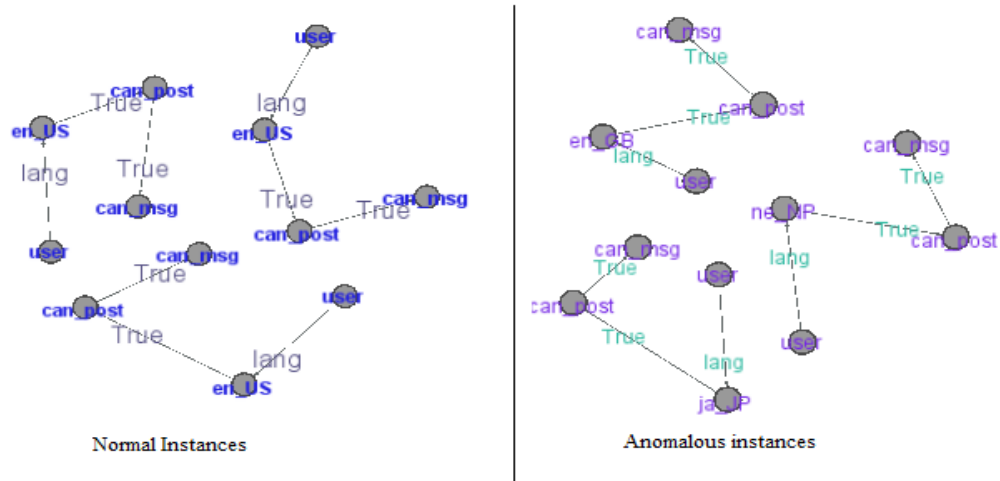 user
can_post
True
lang
en_US
en_US
lang
True
True
can_msg
True
can_msg
can_post
user
can_msg
True
user
can_post
True
lang
en_US
Normal Instances
can_msg
True
can_post
True
en_GB
lang
user
can_msg
True
ne_NP
True
can_post
lang
user
can_msg
True
user
can_post
True
lang
ja_JP
Anomalous instances